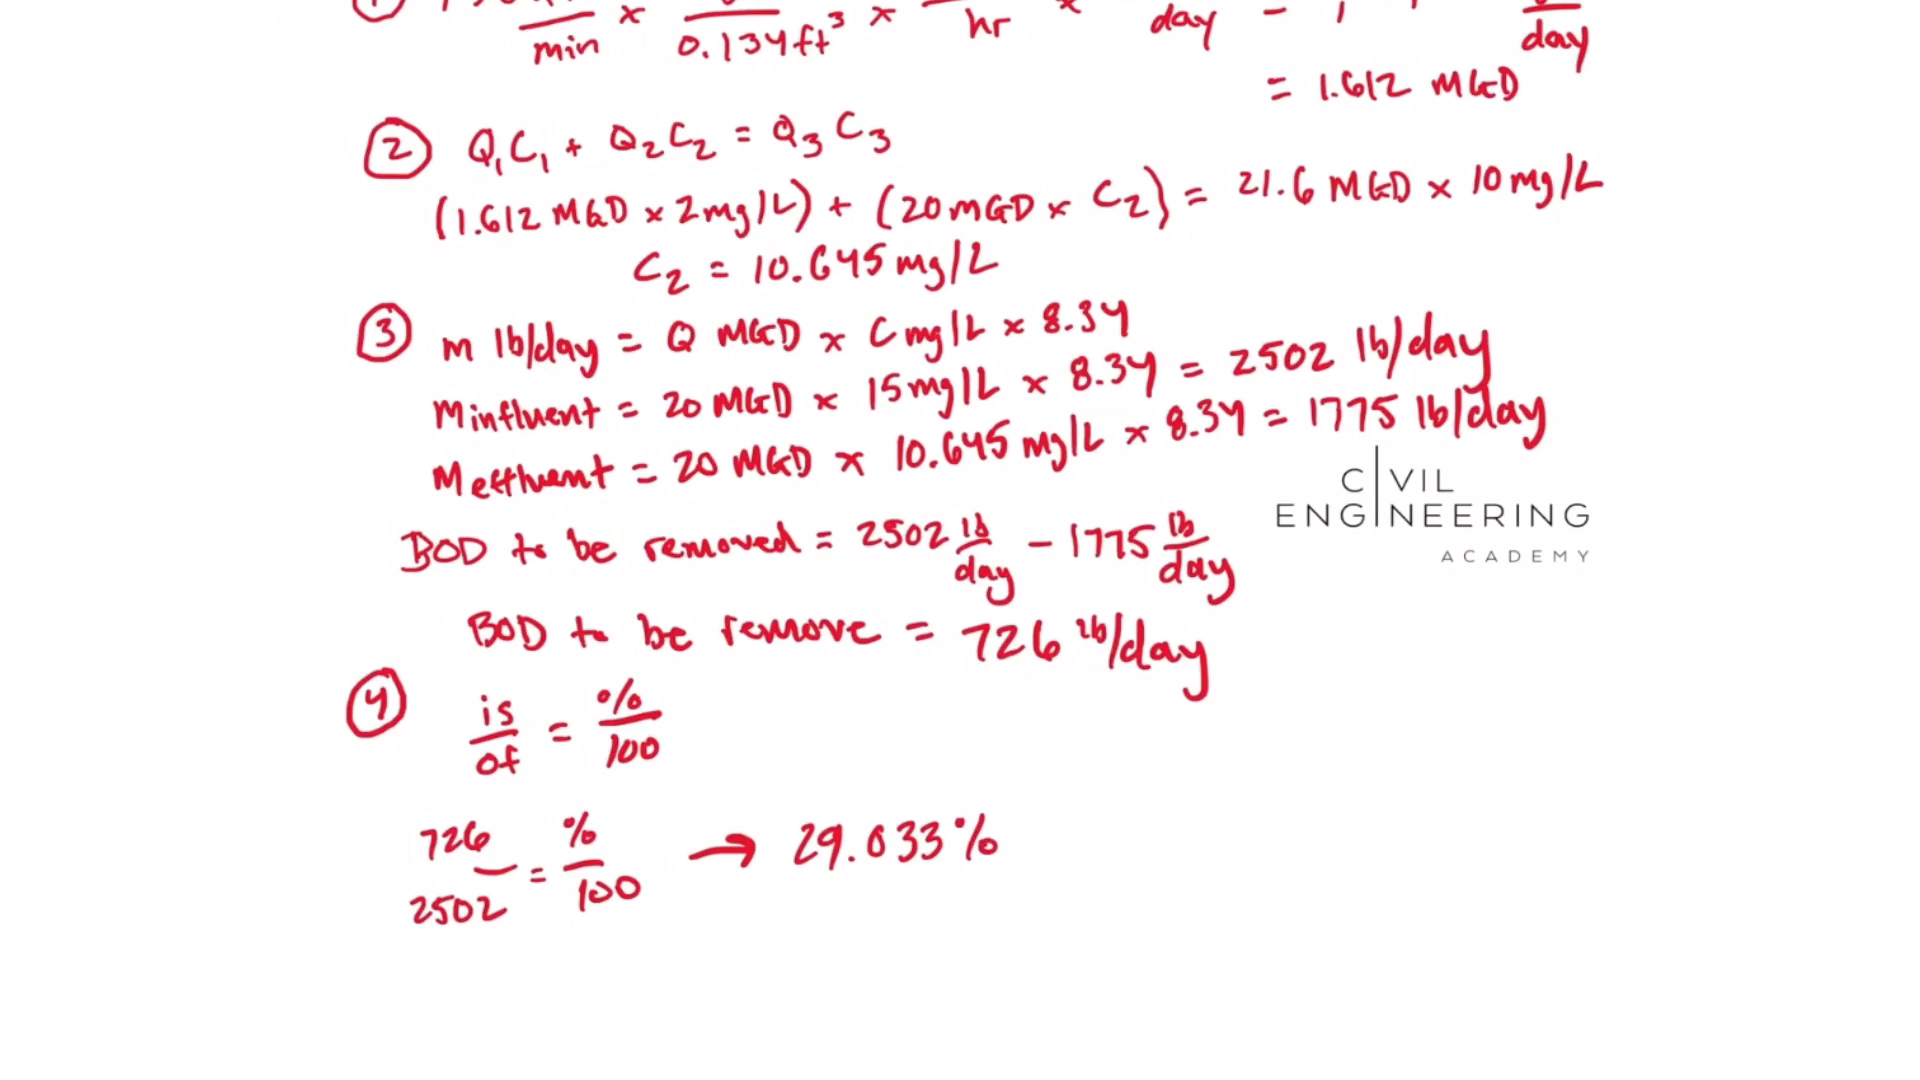 1
min x 0.134ft³ x hr x day = day
= 1.612 MGD
2 Q₁C₁ + Q₂C₂ = Q₃C₃
(1.612 MGD x 2mg/L) + (20MGD x C₂) = 21.6 MGD x 10mg/L
C₂ = 10.645 mg/L
3 m lb/day = Q MGD x C mg/L x 8.34
Minfluent = 20 MGD x 15mg/L x 8.34 = 2502 lb/day
Meffluent = 20 MGD x 10.645 mg/L x 8.34 = 1775 lb/day
CIVIL
ENGINEERING
ACADEMY
BOD to be removed = 2502 lb/day - 1775 lb/day
BOD to be remove = 726 lb/day
4 is/of = %/100
726/2502 = %/100 → 29.033%